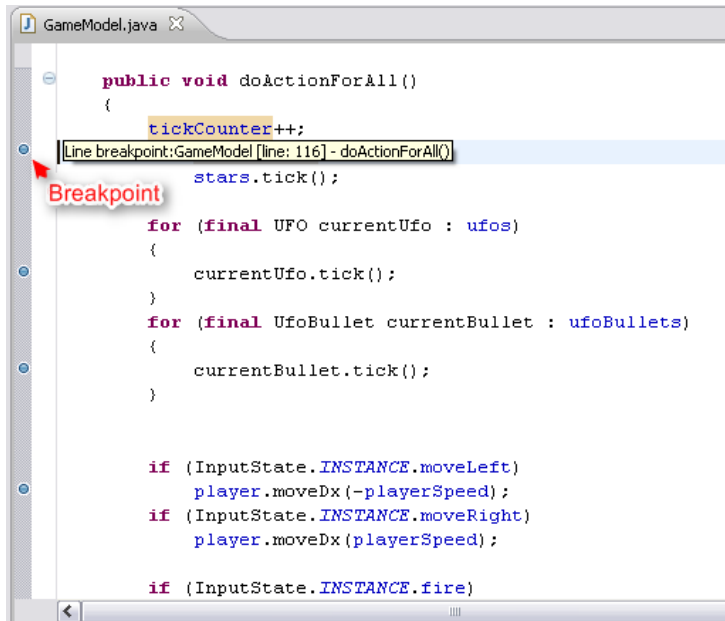 GameModel.java
public void doActionForAll()
{
tickCounter++;
Line breakpoint:GameModel [line: 116] - doActionForAll()
stars.tick();
Breakpoint
for (final UFO currentUfo : ufos)
{
currentUfo.tick();
}
for (final UfoBullet currentBullet : ufoBullets)
{
currentBullet.tick();
}
if (InputState.INSTANCE.moveLeft)
player.moveDx(-playerSpeed);
if (InputState.INSTANCE.moveRight)
player.moveDx(playerSpeed);
if (InputState.INSTANCE.fire)